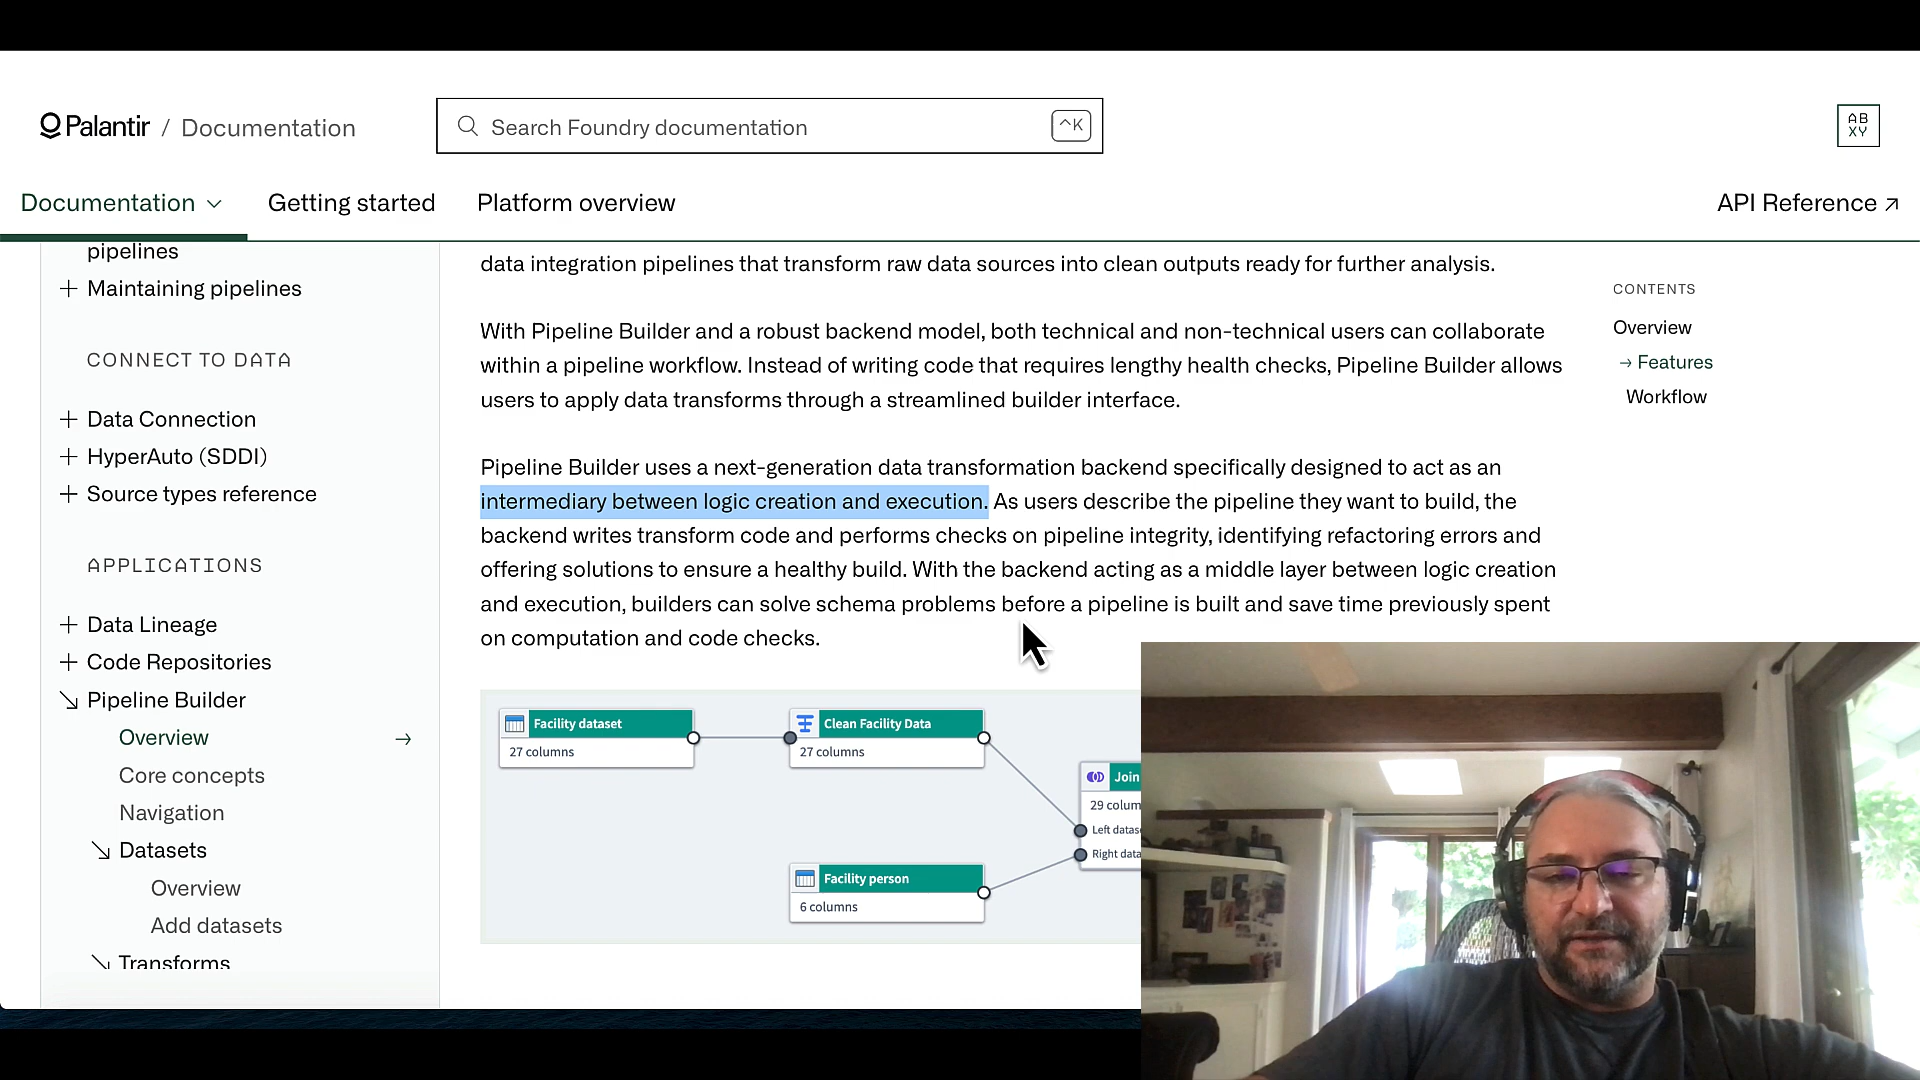 Palantir / Documentation
Search Foundry documentation
^K
AB
XY
Documentation
Getting started
Platform overview
API Reference
pipelines
Maintaining pipelines
CONNECT TO DATA
Data Connection
HyperAuto (SDDI)
Source types reference
APPLICATIONS
Data Lineage
Code Repositories
Pipeline Builder
Overview
Core concepts
Navigation
Datasets
Overview
Add datasets
Transforms
data integration pipelines that transform raw data sources into clean outputs ready for further analysis.
With Pipeline Builder and a robust backend model, both technical and non-technical users can collaborate
within a pipeline workflow. Instead of writing code that requires lengthy health checks, Pipeline Builder allows
users to apply data transforms through a streamlined builder interface.
Pipeline Builder uses a next-generation data transformation backend specifically designed to act as an
intermediary between logic creation and execution. As users describe the pipeline they want to build, the
backend writes transform code and performs checks on pipeline integrity, identifying refactoring errors and
offering solutions to ensure a healthy build. With the backend acting as a middle layer between logic creation
and execution, builders can solve schema problems before a pipeline is built and save time previously spent
on computation and code checks.
Facility dataset
27 columns
Clean Facility Data
27 columns
Join
29 colum
Left datas
Right data
Facility person
6 columns
CONTENTS
Overview
Features
Workflow